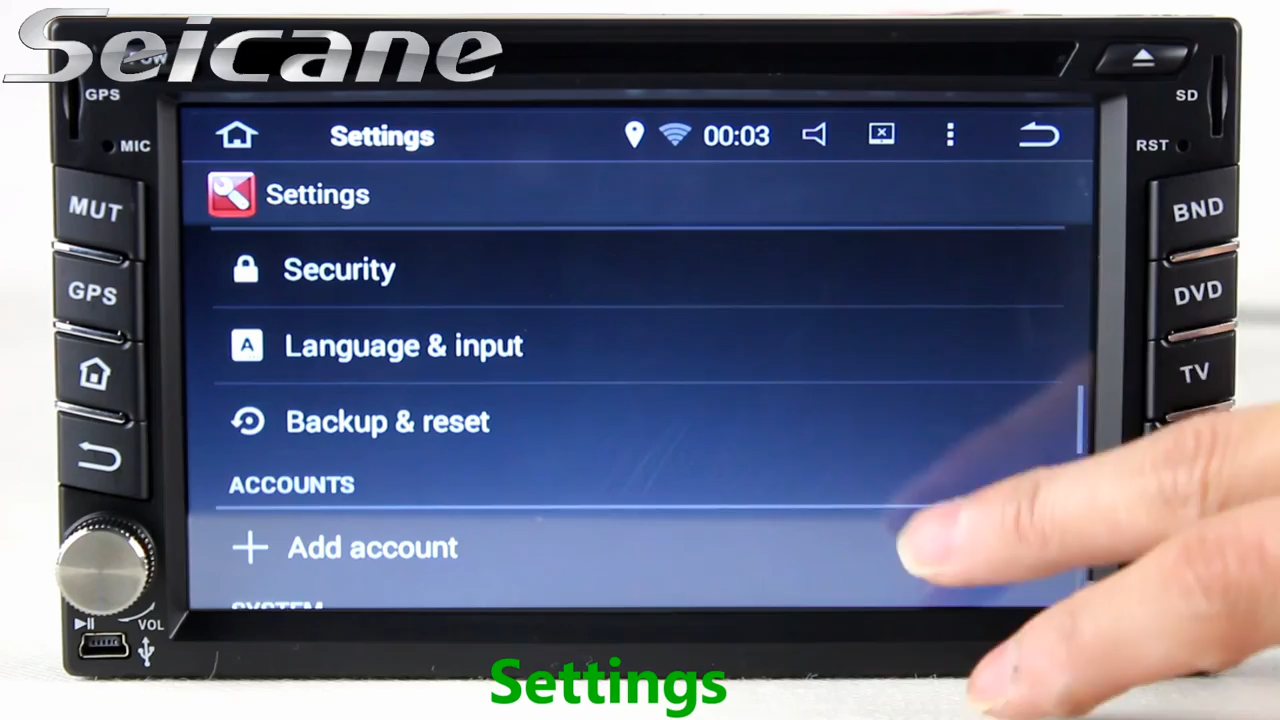 Seicane
GPS
SD
MIC
RST
Settings
00:03
Settings
MUT
BND
Security
GPS
DVD
Language & input
TV
A
Backup & reset
ACCOUNTS
Add account
SYSTEM
VOL
Settings